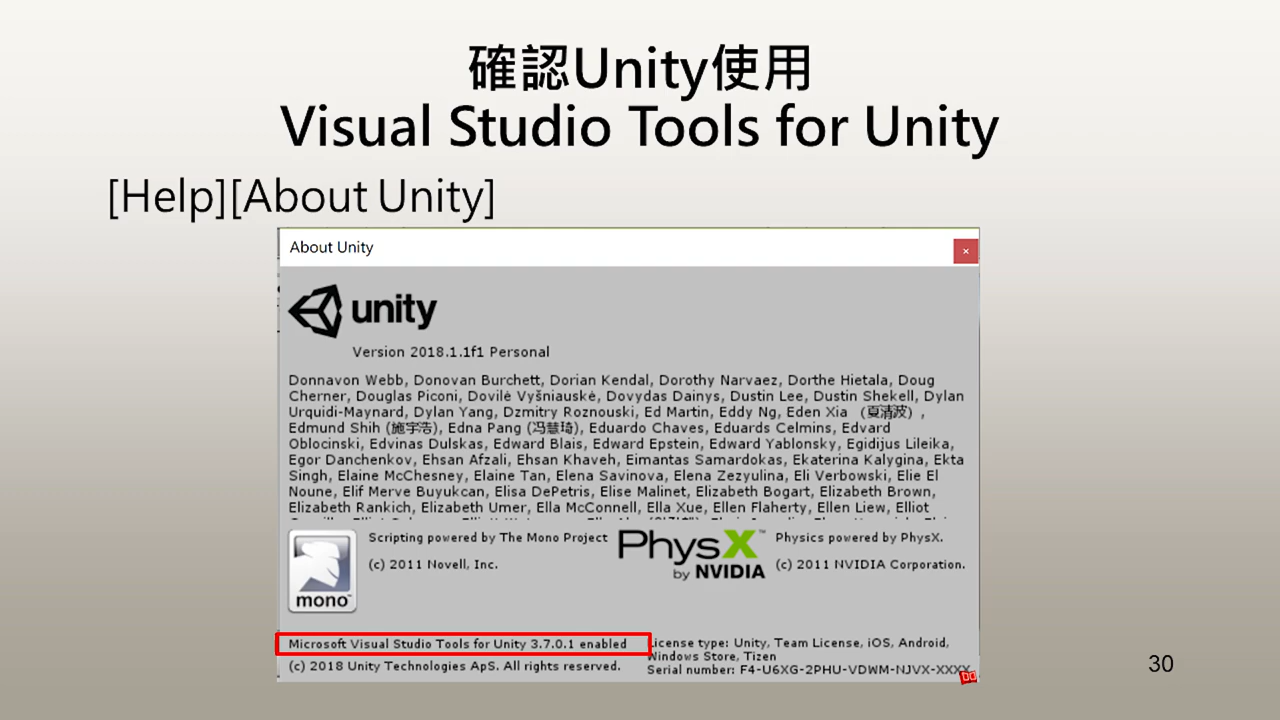 確認Unity使用
Visual Studio Tools for Unity
[Help][About Unity]
About Unity
unity
Version 2018.1.1f1 Personal
Donnavon Webb, Donovan Burchett, Dorian Kendal, Dorothy Narvaez, Dorthe Hietala, Doug
Cherner, Douglas Piconi, Dovilė Vyšniauskė, Dovydas Dainys, Dustin Lee, Dustin Shekell, Dylan
Urquidi-Maynard, Dylan Yang, Dzmitry Roznouski, Ed Martin, Eddy Ng, Eden Xia （夏清波）,
Edmund Shih (施宇浩), Edna Pang (冯慧琦), Eduardo Chaves, Eduards Celmins, Edvard
Oblocinski, Edvinas Dulskas, Edward Blais, Edward Epstein, Edward Yablonsky, Egidijus Lileika,
Egor Danchenkov, Ehsan Afzali, Ehsan Khaveh, Eimantas Samardokas, Ekaterina Kalygina, Ekta
Singh, Elaine McChesney, Elaine Tan, Elena Savinova, Elena Zezyulina, Eli Verbowski, Elie El
Noune, Elif Merve Buyukcan, Elisa DePetris, Elise Malinet, Elizabeth Bogart, Elizabeth Brown,
Elizabeth Rankich, Elizabeth Umer, Ella McConnell, Ella Xue, Ellen Flaherty, Ellen Liew, Elliot
mono
Scripting powered by The Mono Project
(c) 2011 Novell, Inc.
PhysX™
by NVIDIA
Physics powered by PhysX.
(c) 2011 NVIDIA Corporation.
Microsoft Visual Studio Tools for Unity 3.7.0.1 enabled
(c) 2018 Unity Technologies ApS. All rights reserved.
License type: Unity, Team License, iOS, Android,
Windows Store, Tizen
Serial number: F4-U6XG-2PHU-VDWM-NJVX-XXXX
30